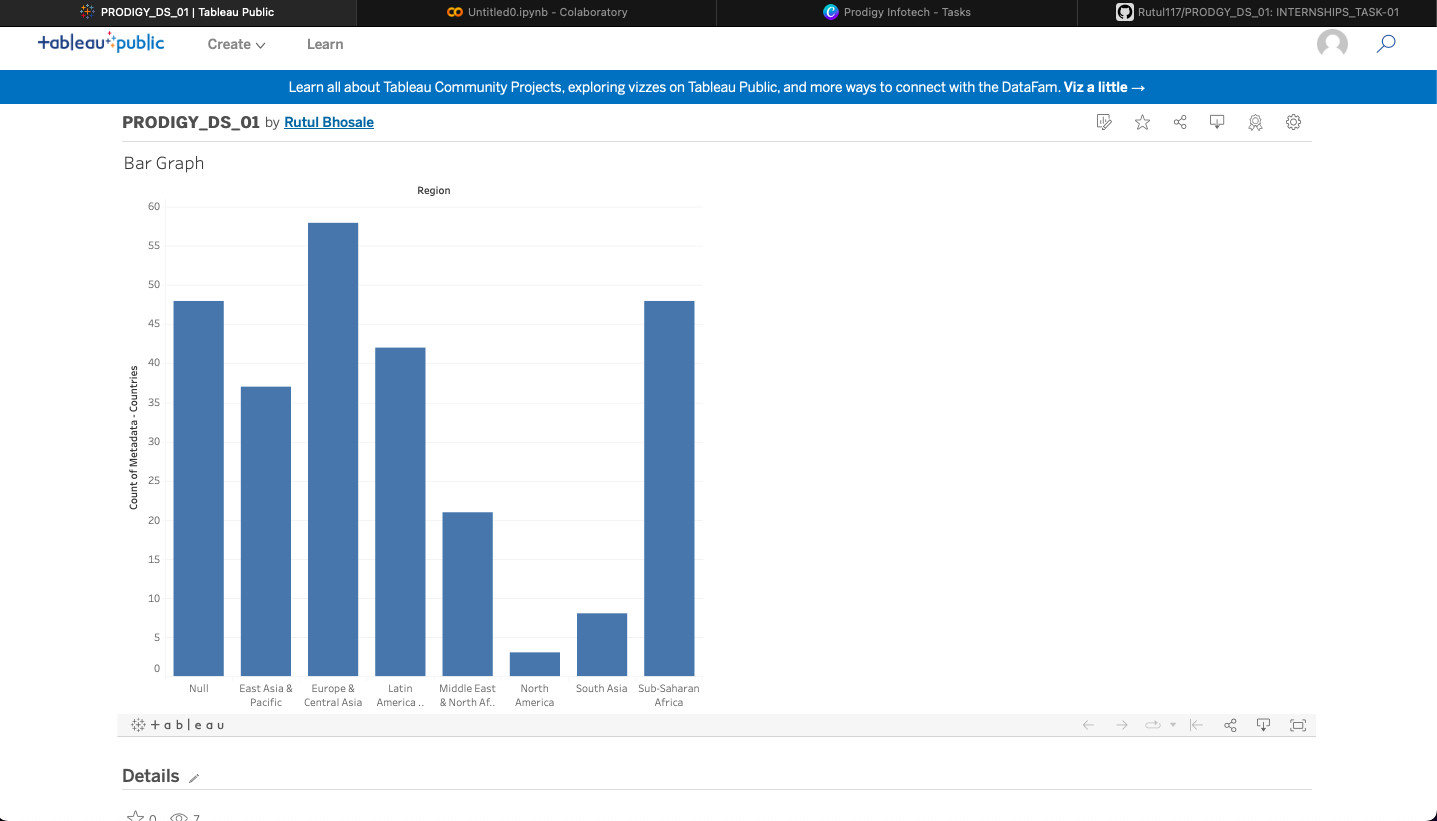 PRODIGY_DS_01 | Tableau Public
Untitled0.ipynb - Colaboratory
Prodigy Infotech - Tasks
Rutul117/PRODGY_DS_01: INTERNSHIPS_TASK-01
+ableau public
Create
Learn
Learn all about Tableau Community Projects, exploring vizzes on Tableau Public, and more ways to connect with the DataFam. Viz a little →
PRODIGY_DS_01 by Rutul Bhosale
Bar Graph
Region
60
55
50
45
40
35
30
25
20
15
10
5
0
Count of Metadata - Countries
Null
East Asia &
Pacific
Europe &
Central Asia
Latin
America ..
Middle East
& North Af..
North
America
South Asia
Sub-Saharan
Africa
+ableau
Details
0
7